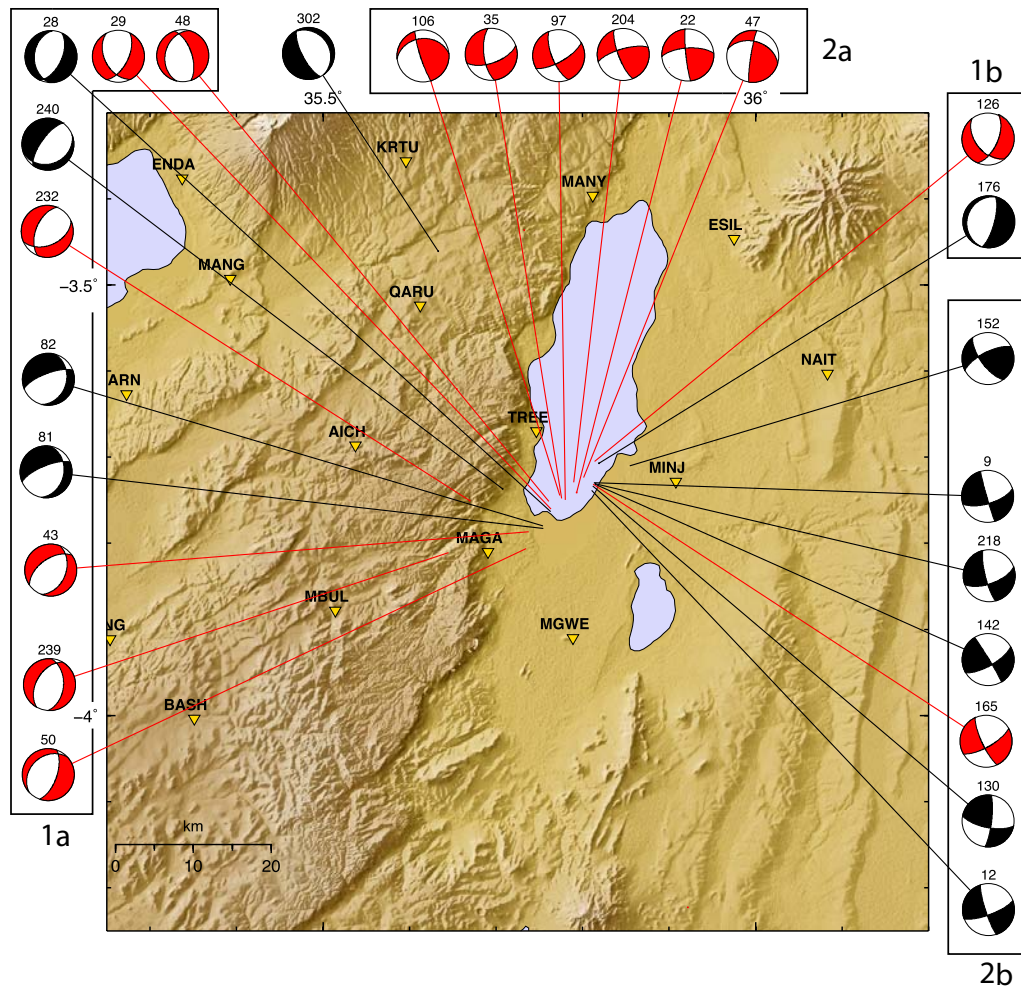 28 29 48 302 106 35 97 204 22 47 2a
35.5° 36° 1b
240 126
ENDA KRTU MANY
232 176
MANG ESIL
−3.5° QARU
82 152
ARN NAIT
TREE
AICH
81 MINJ 9
43 MAGA 218
NG MBUL 142
MGWE
239
−4° BASH 165
50 130
1a km
0 10 20
12
2b